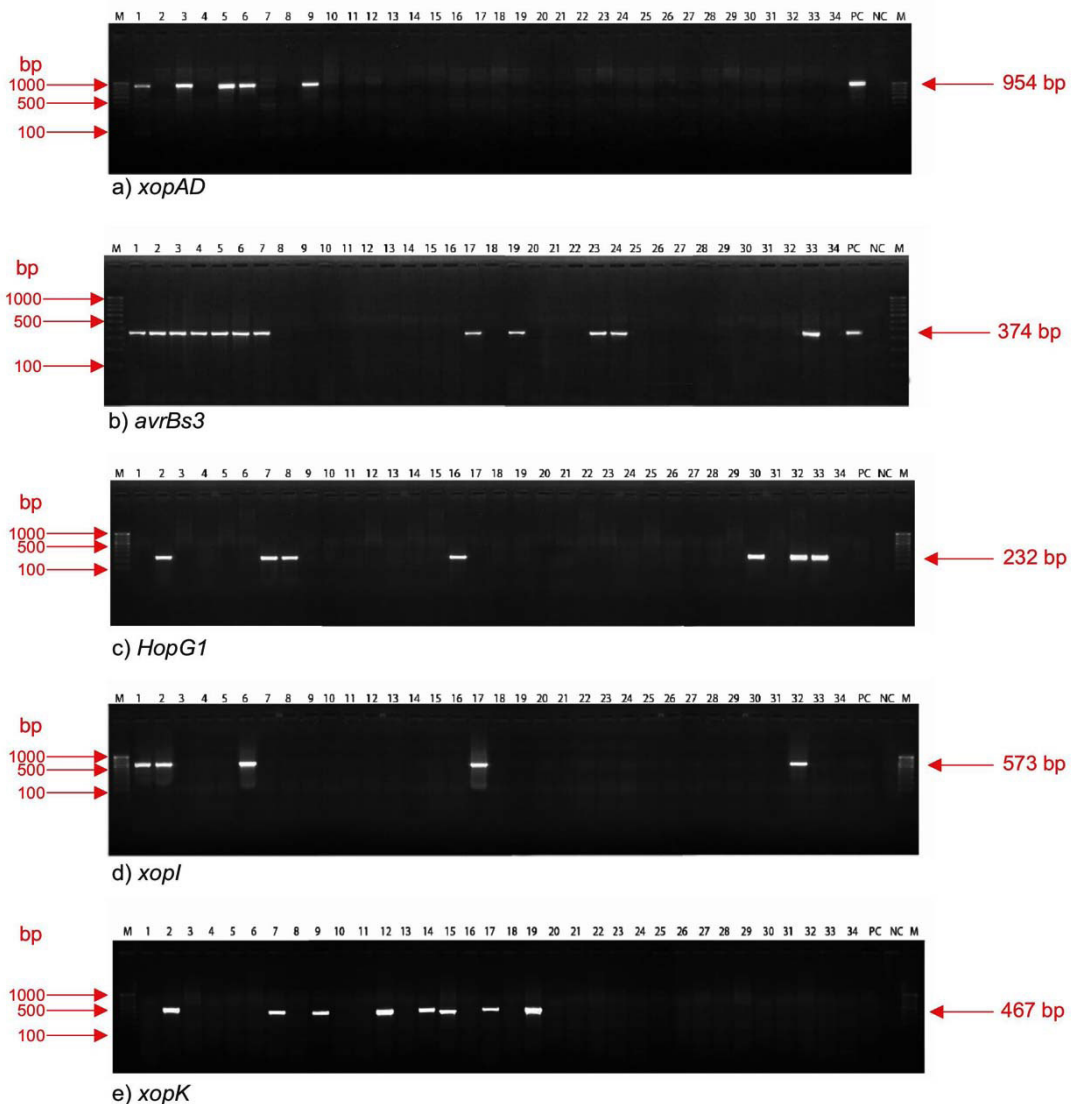 M 1 2 3 4 5 6 7 8 9 10 11 12 13 14 15 16 17 18 19 20 21 22 23 24 25 26 27 28 29 30 31 33 34 PC NC M
bp
1000
500
100
954 bp
a) xopAD
M 1 2 3 4 5 6 7 8 9 10 11 12 13 14 15 16 17 18 19 20 21 22 23 24 25 26 27 28 29 30 31 32 33 34 PC NC M
bp
1000
500
100
374 bp
b) avrBs3
M 1 2 3 4 5 6 7 8 9 10 11 12 13 14 15 16 17 18 19 20 21 22 23 24 25 26 27 28 29 30 31 32 33 34 PC NC M
bp
1000
500
100
232 bp
c) HopG1
M 1 2 3 4 5 6 7 8 9 10 11 12 13 14 15 16 17 18 19 20 21 22 23 24 25 26 27 28 29 30 31 32 33 34 PC NC M
bp
1000
500
100
573 bp
d) xopI
M 1 2 3 4 5 6 7 8 9 10 11 12 14 15 16 17 18 19 20 21 22 23 24 25 26 27 28 29 30 31 32 33 34 PC NC M
bp
1000
500
100
467 bp
e) xopK